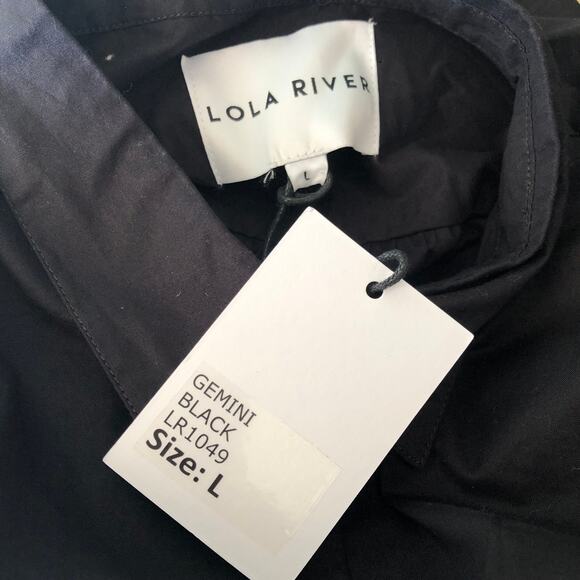 LOLA RIVER
L
GEMINI
BLACK
LR1049
Size: L